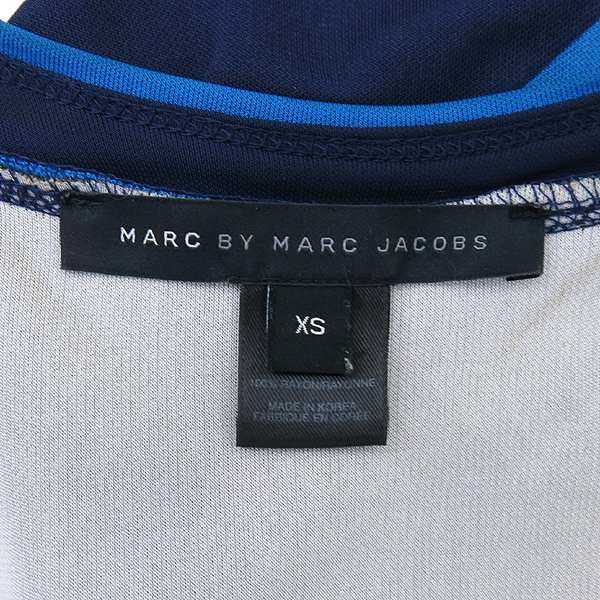 MARC BY MARC JACOBS
XS
100% RAYON/RAYONNE
MADE IN KOREA
FABRIQUE EN COREE